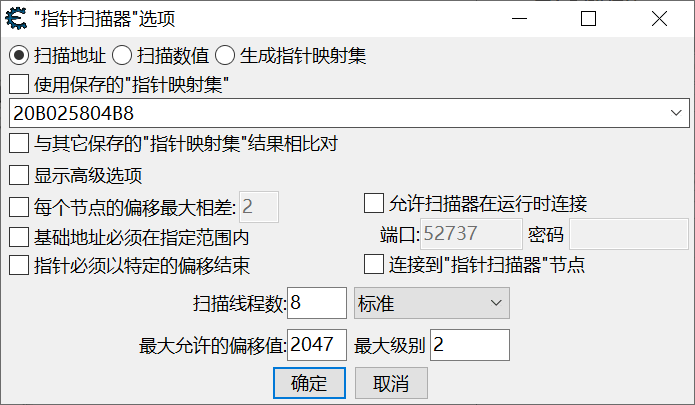 "指针扫描器"选项
扫描地址 扫描数值 生成指针映射集
使用保存的"指针映射集"
20B025804B8
与其它保存的"指针映射集"结果相比对
显示高级选项
每个节点的偏移最大相差: 2 允许扫描器在运行时连接
基础地址必须在指定范围内 端口: 52737 密码
指针必须以特定的偏移结束 连接到"指针扫描器"节点
扫描线程数: 8 标准
最大允许的偏移值: 2047 最大级别 2
确定 取消